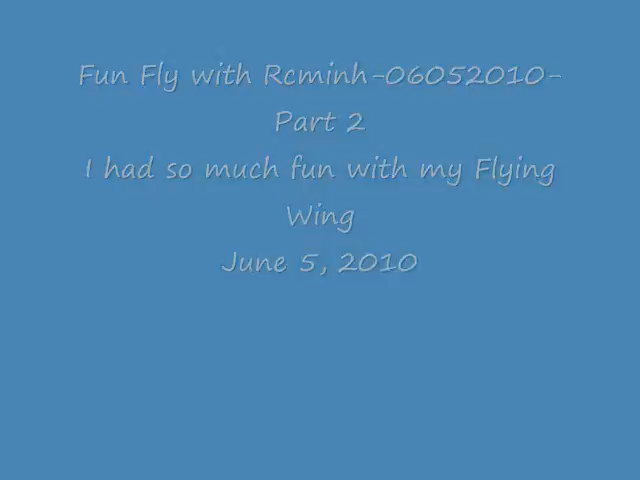 Fun Fly with Rcminh-06052010-
Part 2
I had so much fun with my Flying
Wing
June 5, 2010